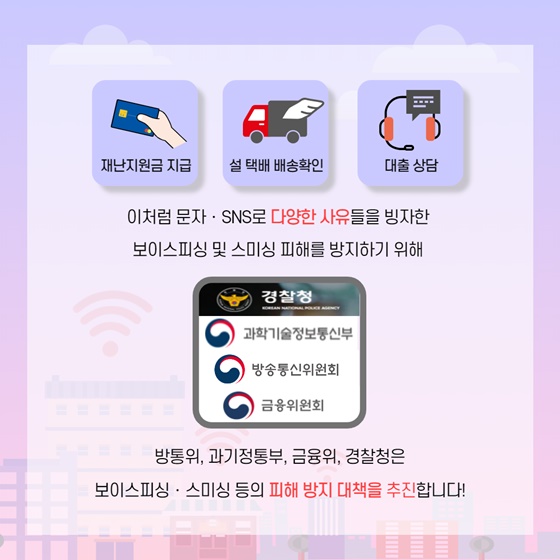 재난지원금 지급
설 택배 배송확인
대출 상담
이처럼 문자 · SNS로 다양한 사유들을 빙자한
보이스피싱 및 스미싱 피해를 방지하기 위해
경찰청
KOREAN NATIONAL POLICE AGENCY
과학기술정보통신부
방송통신위원회
금융위원회
방통위, 과기정통부, 금융위, 경찰청은
보이스피싱 · 스미싱 등의 피해 방지 대책을 추진합니다!